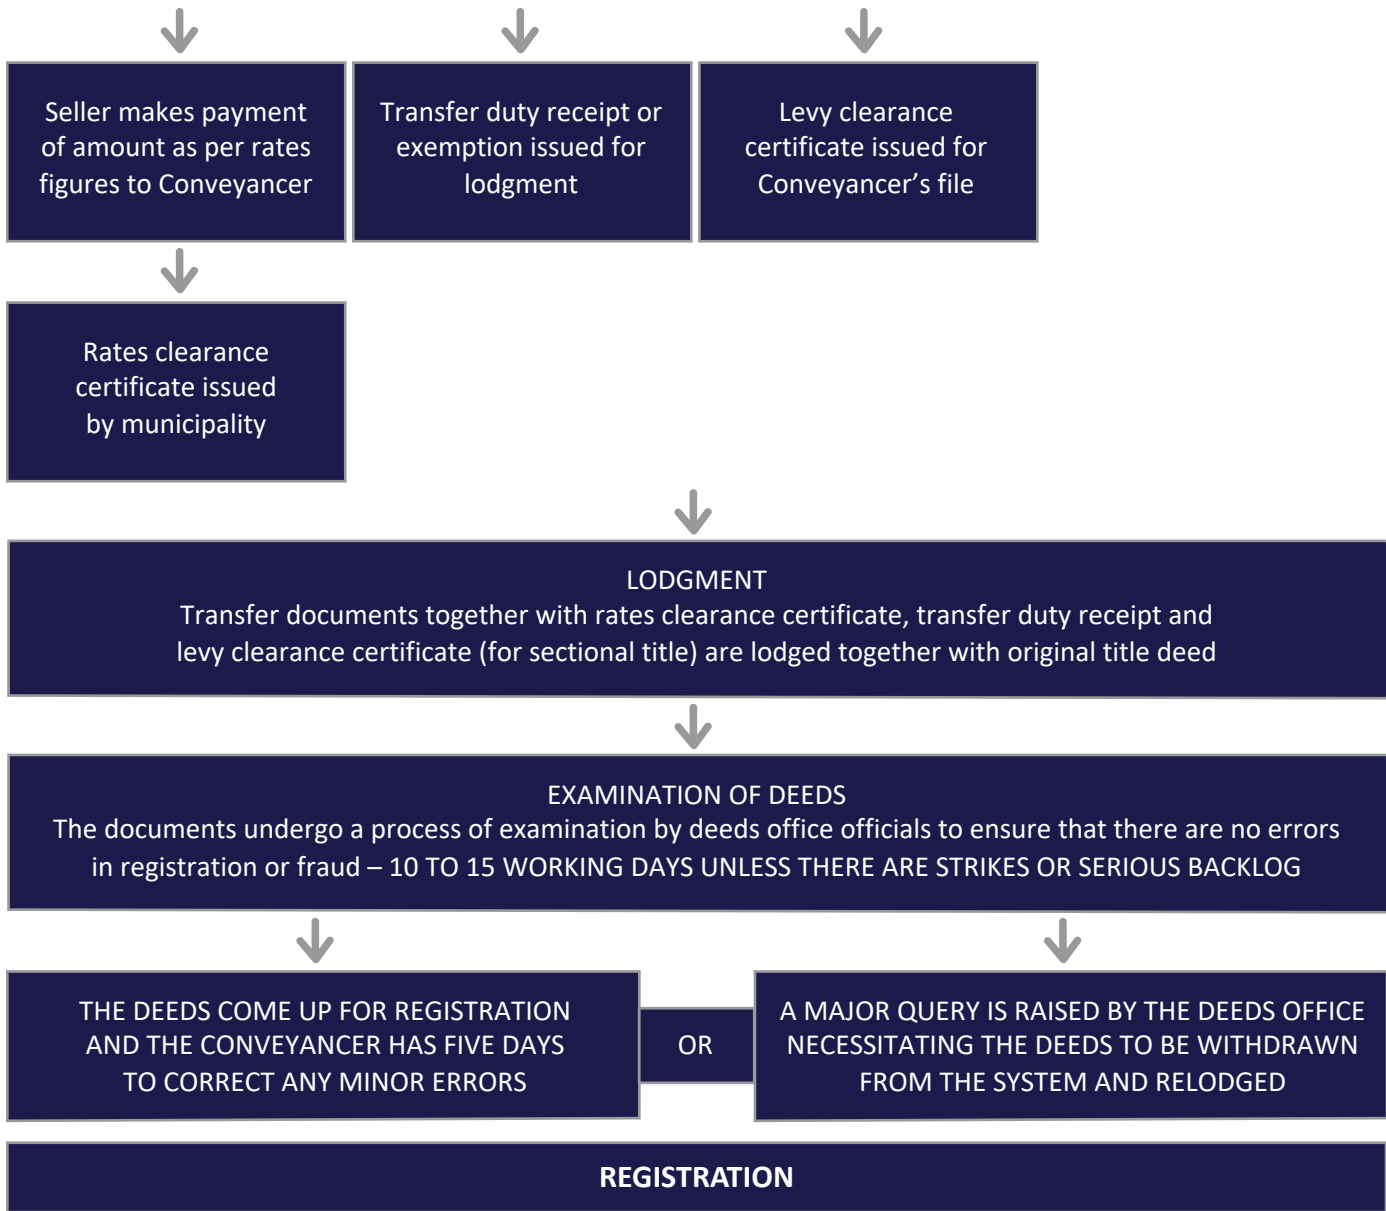 Seller makes payment
of amount as per rates
figures to Conveyancer
Transfer duty receipt or
exemption issued for
lodgment
Levy clearance
certificate issued for
Conveyancer’s file
Rates clearance
certificate issued
by municipality
LODGMENT
Transfer documents together with rates clearance certificate, transfer duty receipt and
levy clearance certificate (for sectional title) are lodged together with original title deed
EXAMINATION OF DEEDS
The documents undergo a process of examination by deeds office officials to ensure that there are no errors
in registration or fraud – 10 TO 15 WORKING DAYS UNLESS THERE ARE STRIKES OR SERIOUS BACKLOG
THE DEEDS COME UP FOR REGISTRATION
AND THE CONVEYANCER HAS FIVE DAYS
TO CORRECT ANY MINOR ERRORS
OR
A MAJOR QUERY IS RAISED BY THE DEEDS OFFICE
NECESSITATING THE DEEDS TO BE WITHDRAWN
FROM THE SYSTEM AND RELODGED
REGISTRATION